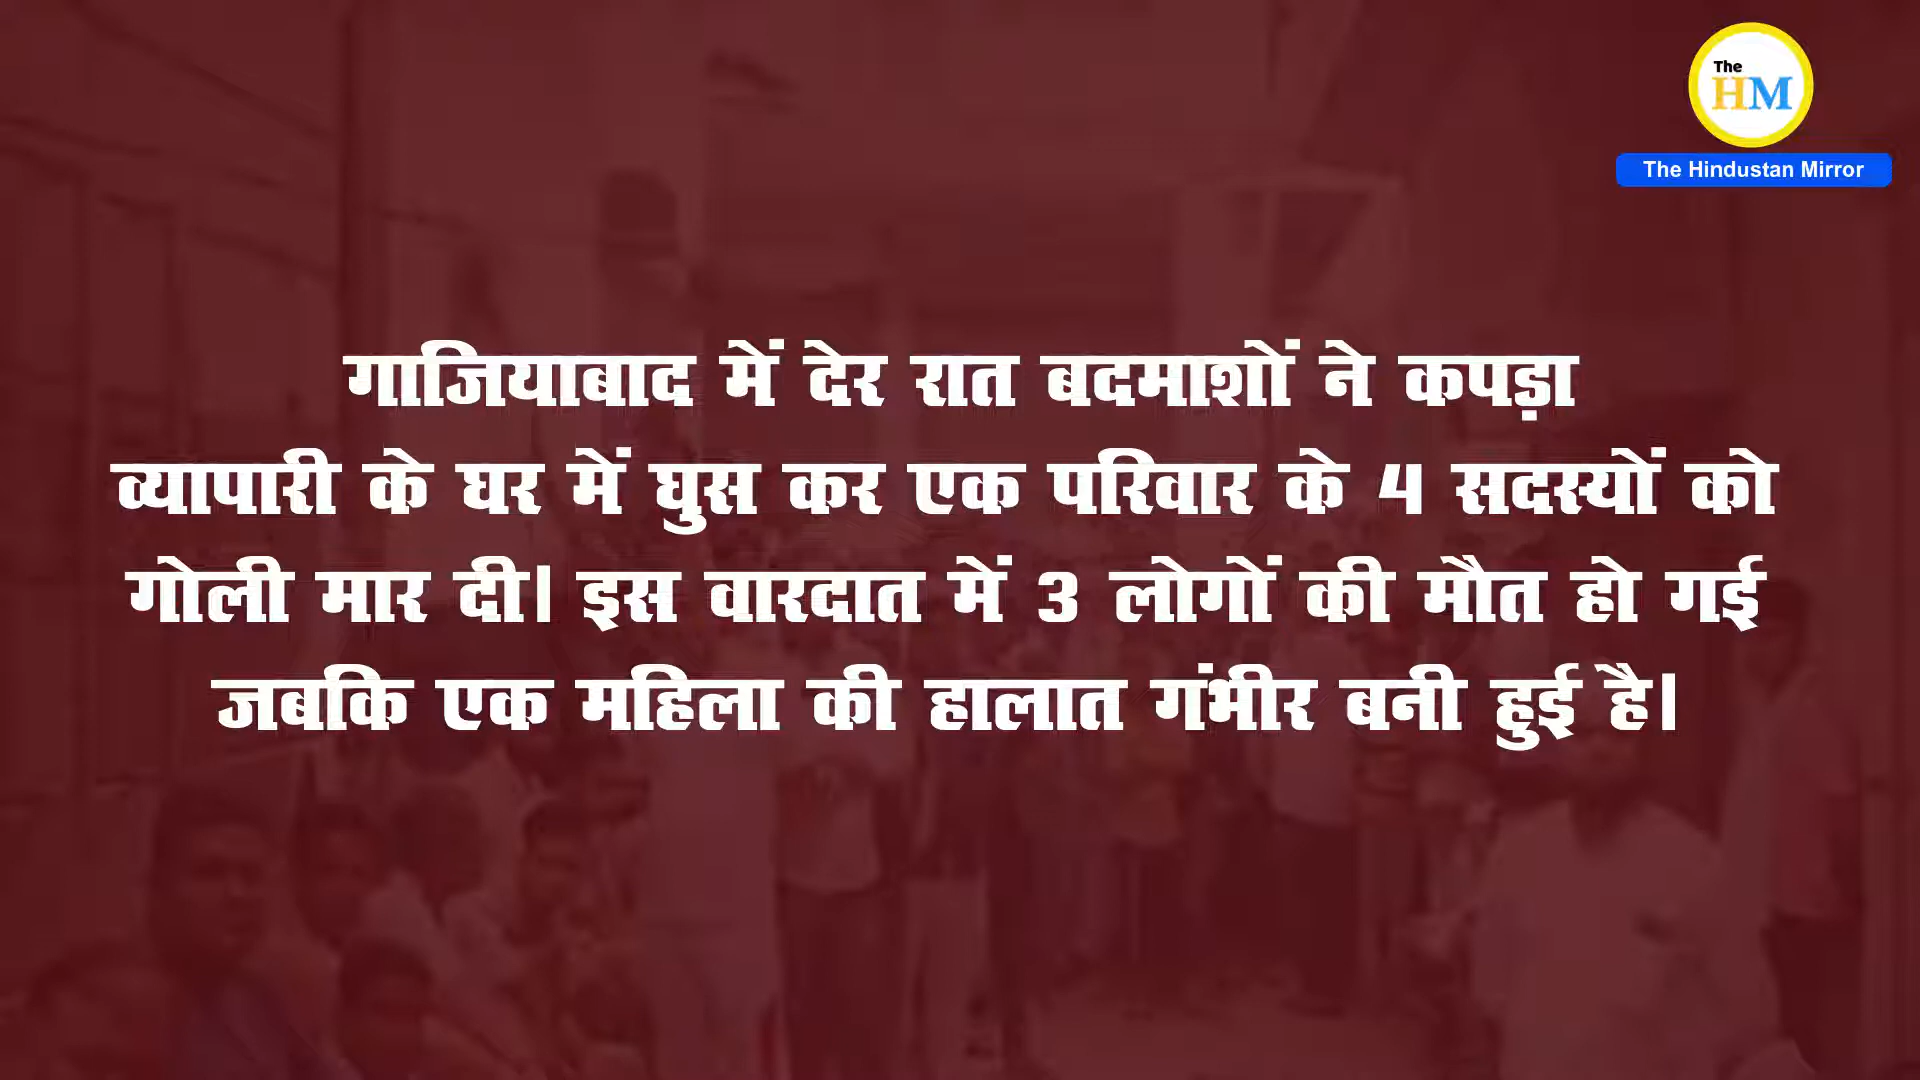 The
HM
The Hindustan Mirror
गाजियाबाद में देर रात बदमाशों ने कपड़ा
व्यापारी के घर में घुस कर एक परिवार के 4 सदस्यों को
गोली मार दी। इस वारदात में 3 लोगों की मौत हो गई
जबकि एक महिला की हालात गंभीर बनी हुई है।